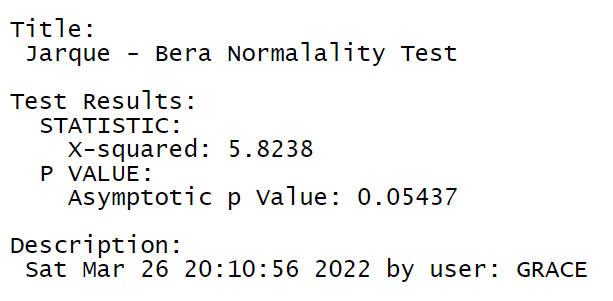 Title:
Jarque - Bera Normalality Test
Test Results:
STATISTIC:
X-squared: 5.8238
P VALUE:
Asymptotic p Value: 0.05437
Description:
Sat Mar 26 20:10:56 2022 by user: GRACE